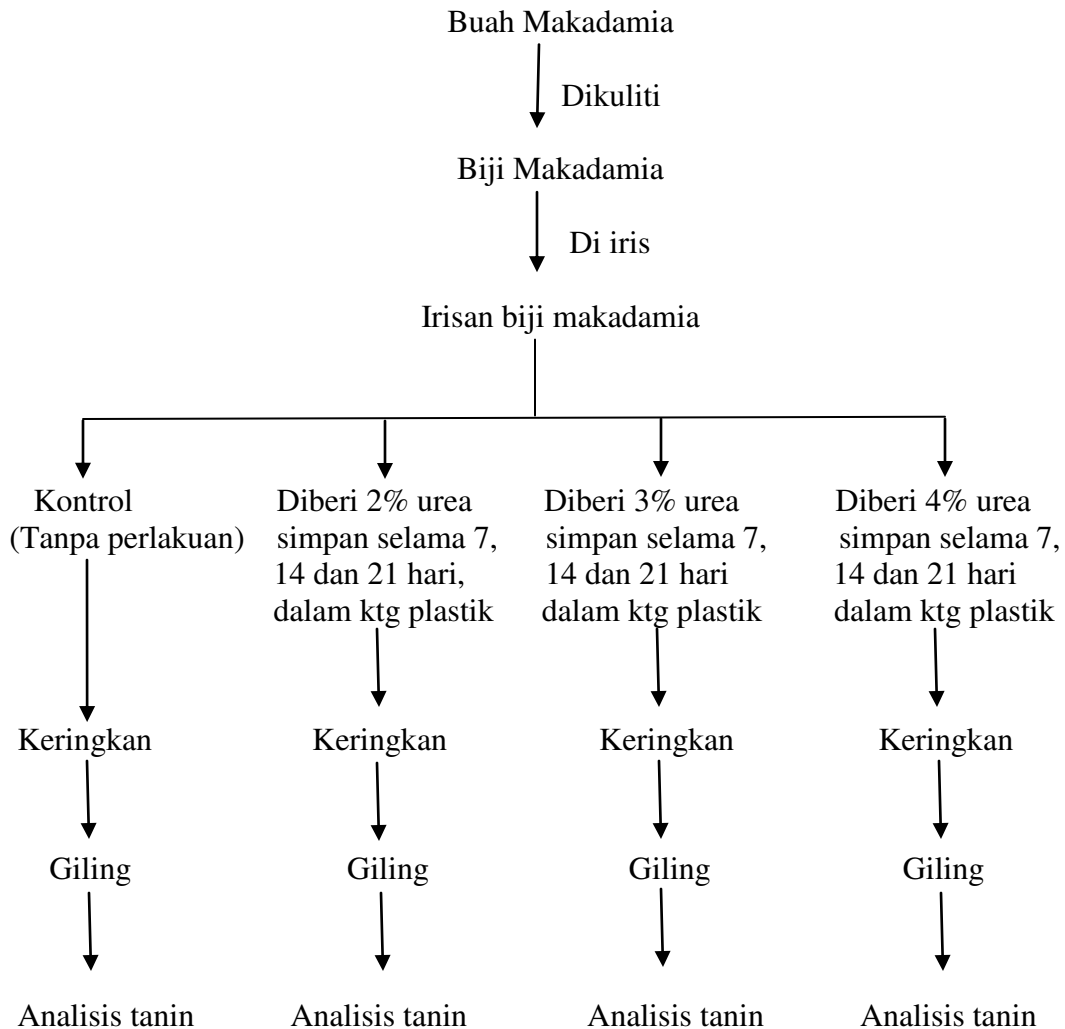 Buah Makadamia
Dikuliti
Biji Makadamia
Di iris
Irisan biji makadamia
Kontrol
(Tanpa perlakuan)
Diberi 2% urea
simpan selama 7,
14 dan 21 hari,
dalam ktg plastik
Diberi 3% urea
simpan selama 7,
14 dan 21 hari
dalam ktg plastik
Diberi 4% urea
simpan selama 7,
14 dan 21 hari
dalam ktg plastik
Keringkan
Keringkan
Keringkan
Keringkan
Giling
Giling
Giling
Giling
Analisis tanin
Analisis tanin
Analisis tanin
Analisis tanin